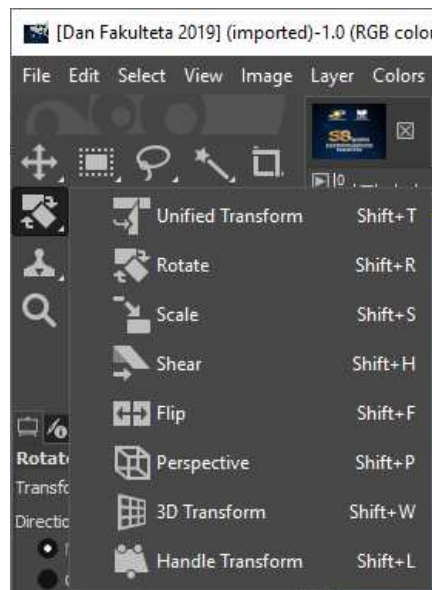 [Dan Fakulteta 2019] (imported)-1.0 (RGB color
File Edit Select View Image Layer Colors
Unified Transform Shift+T
Rotate Shift+R
Scale Shift+S
Shear Shift+H
Flip Shift+F
Perspective Shift+P
Rotat
3D Transform Shift+W
Transfo
Directio
Handle Transform Shift+L